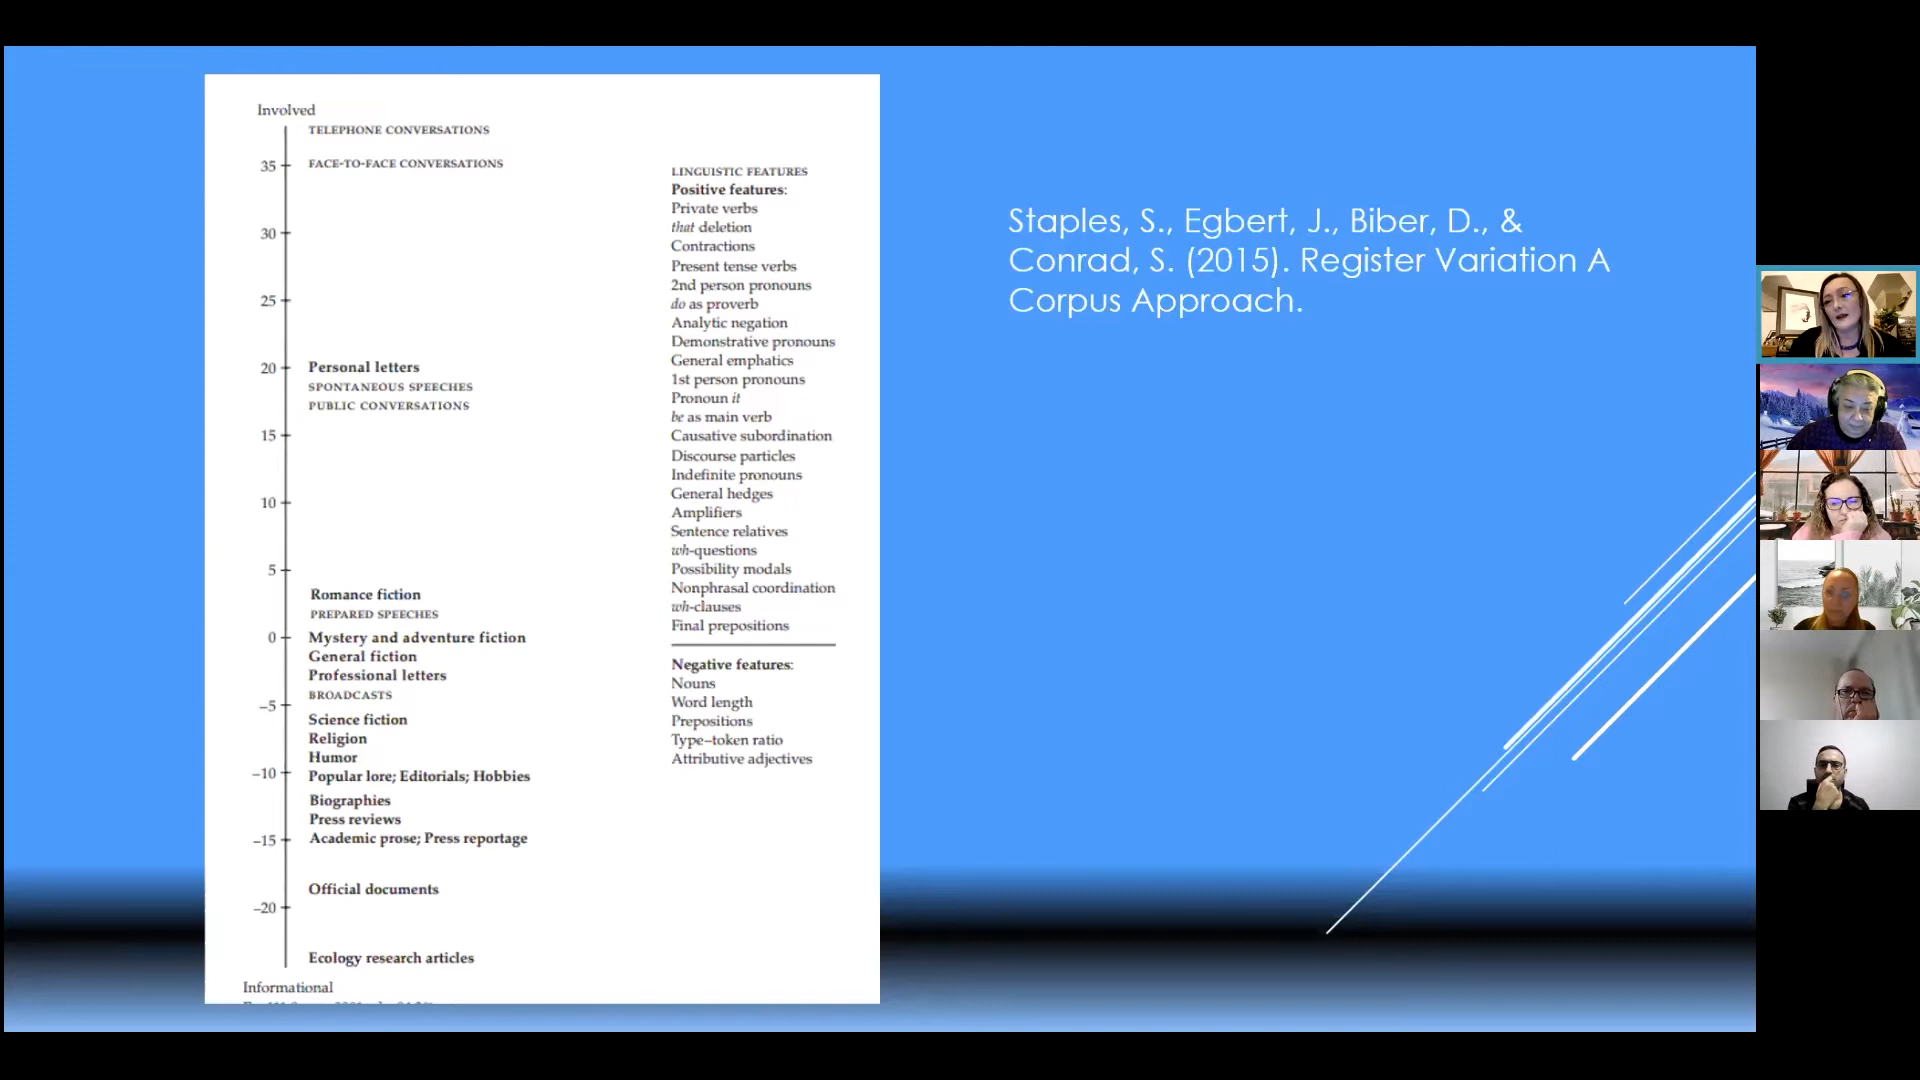 Involved
TELEPHONE CONVERSATIONS
35 FACE-TO-FACE CONVERSATIONS
30
25
20 Personal letters
SPONTANEOUS SPEECHES
PUBLIC CONVERSATIONS
15
10
5
Romance fiction
PREPARED SPEECHES
0 Mystery and adventure fiction
General fiction
Professional letters
BROADCASTS
–5
Science fiction
Religion
Humor
–10 Popular lore; Editorials; Hobbies
Biographies
Press reviews
–15 Academic prose; Press reportage
Official documents
–20
Ecology research articles
Informational
LINGUISTIC FEATURES
Positive features:
Private verbs
that deletion
Contractions
Present tense verbs
2nd person pronouns
do as proverb
Analytic negation
Demonstrative pronouns
General emphatics
1st person pronouns
Pronoun it
be as main verb
Causative subordination
Discourse particles
Indefinite pronouns
General hedges
Amplifiers
Sentence relatives
wh-questions
Possibility modals
Nonphrasal coordination
wh-clauses
Final prepositions
Negative features:
Nouns
Word length
Prepositions
Type–token ratio
Attributive adjectives
Staples, S., Egbert, J., Biber, D., &
Conrad, S. (2015). Register Variation A
Corpus Approach.